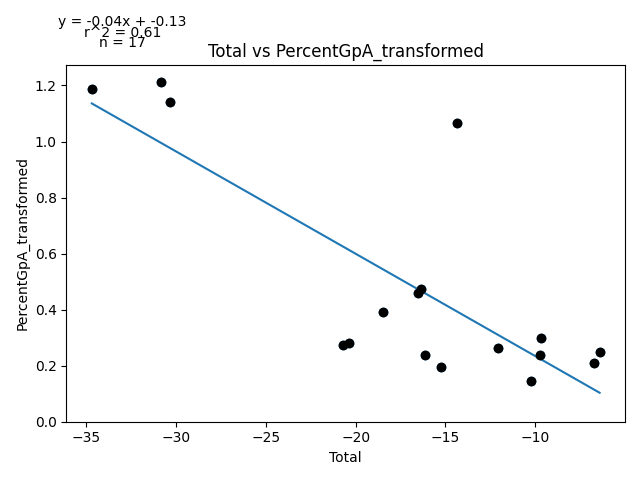 y = -0.04x + -0.13
r^2 = 0.61
n = 17
Total vs PercentGpA_transformed
PercentGpA_transformed
1.2
1.0
0.8
0.6
0.4
0.2
0.0
−35
−30
−25
−20
−15
−10
Total